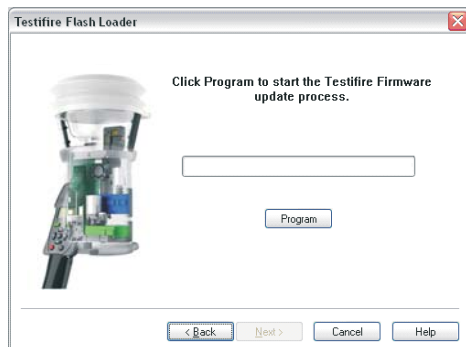 Testifire Flash Loader
Click Program to start the Testifire Firmware
update process.
Program
< Back
Next >
Cancel
Help